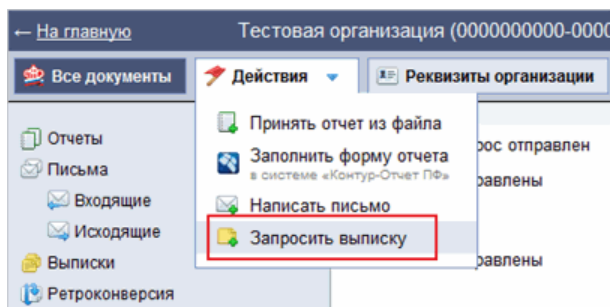 ← На главную
Тестовая организация (0000000000-0000
Все документы
Действия
Реквизиты организации
Отчеты
Письма
Входящие
Исходящие
Выписки
Ретроконверсия
Принять отчет из файла
Заполнить форму отчета
в системе «Контур-Отчет ПФ»
Написать письмо
Запросить выписку
рос отправлен
равлены
равлены